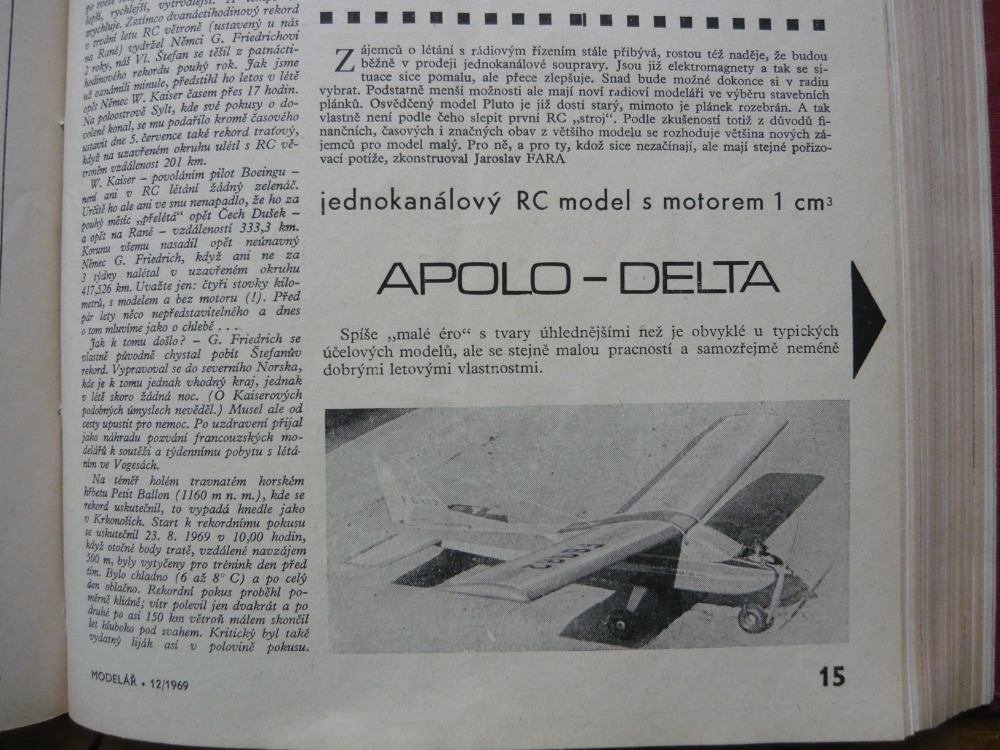 po světě
lepší, rychlejší, vytrvalejší. A tempo se
zrychluje. Zatímco dvanáctihodinový rekord
v trvání letu RC větroně (ustavený u nás
na Rané) vydržel Němci G. Friedrichovi
2 roky, náš Vl. Štefan se těšil z patnácti-
hodinového rekordu pouhý rok. Jak jsme
už oznámili minule, předstihl ho letos v létě
opět Němec W. Kaiser časem přes 17 hodin.
Na poloostrově Sylt, kde své pokusy o do-
volené konal, se mu podařilo kromě časového
ustavit dne 5. července také rekord traťový,
když na uzavřeném okruhu ulétl s RC vě-
troněm vzdálenost 201 km.
W. Kaiser – povoláním pilot Boeingu –
není ani v RC létání žádný zelenáč.
Určitě ho ale ani ve snu nenapadlo, že ho za
pouhý měsíc „přelétá“ opět Čech Dušek –
a opět na Rané – vzdáleností 333,3 km.
Korunu všemu nasadil opět neúnavný
Němec G. Friedrich, když ani ne za
3 týdny nalétal v uzavřeném okruhu
417,526 km. Uvažte jen: čtyři stovky kilo-
metrů, s modelem a bez motoru (!). Před
pár lety něco nepředstavitelného a dnes
o tom mluvíme jako o chlebě . . .
Jak k tomu došlo? – G. Friedrich se
vlastně původně chystal pobít Štefanův
rekord. Vypravoval se do severního Norska,
kde je k tomu jednak vhodný kraj, jednak
v létě skoro žádná noc. (O Kaiserových
podobných úmyslech nevěděl.) Musel ale od
cesty upustit pro nemoc. Po uzdravení přijal
jako náhradu pozvání francouzských mo-
delářů k soutěži a týdennímu pobytu s létá-
ním ve Vogesách.
Na téměř holém travnatém horském
hřbetu Petit Ballon (1160 m n. m.), kde se
rekord uskutečnil, to vypadá hnedle jako
v Krkonoších. Start k rekordnímu pokusu
se uskutečnil 23. 8. 1969 v 10,00 hodin,
když otočné body tratě, vzdálené navzájem
500 m, byly vytyčeny pro trénink den před
tím. Bylo chladno (6 až 8° C) a po celý
den oblačno. Rekordní pokus proběhl po-
měrně klidně; vítr polevil jen dvakrát a po
druhé po asi 150 km větroň málem skončil
let hluboko pod svahem. Kritický byl také
vydatný liják asi v polovině pokusu.
Zájemců o létání s rádiovým řízením stále přibývá, rostou též naděje, že budou
běžně v prodeji jednokanálové soupravy. Jsou již elektromagnety a tak se si-
tuace sice pomalu, ale přece zlepšuje. Snad bude možné dokonce si v radiu
vybrat. Podstatně menší možnosti ale mají noví radioví modeláři ve výběru stavebních
plánků. Osvědčený model Pluto je již dosti starý, mimoto je plánek rozebrán. A tak
vlastně není podle čeho slepit první RC „stroj“. Podle zkušeností totiž z důvodů fi-
nančních, časových i značných obav z většího modelu se rozhoduje většina nových zá-
jemců pro model malý. Pro ně, a pro ty, kdož sice nezačínají, ale mají stejné pořizo-
vací potíže, zkonstruoval Jaroslav FARA
jednokanálový RC model s motorem 1 cm³
APOLO – DELTA
Spíše „malé éro“ s tvary úhlednějšími než je obvyklé u typických
účelových modelů, ale se stejně malou pracností a samozřejmě neméně
dobrými letovými vlastnostmi.
MODELÁŘ • 12/1969
15